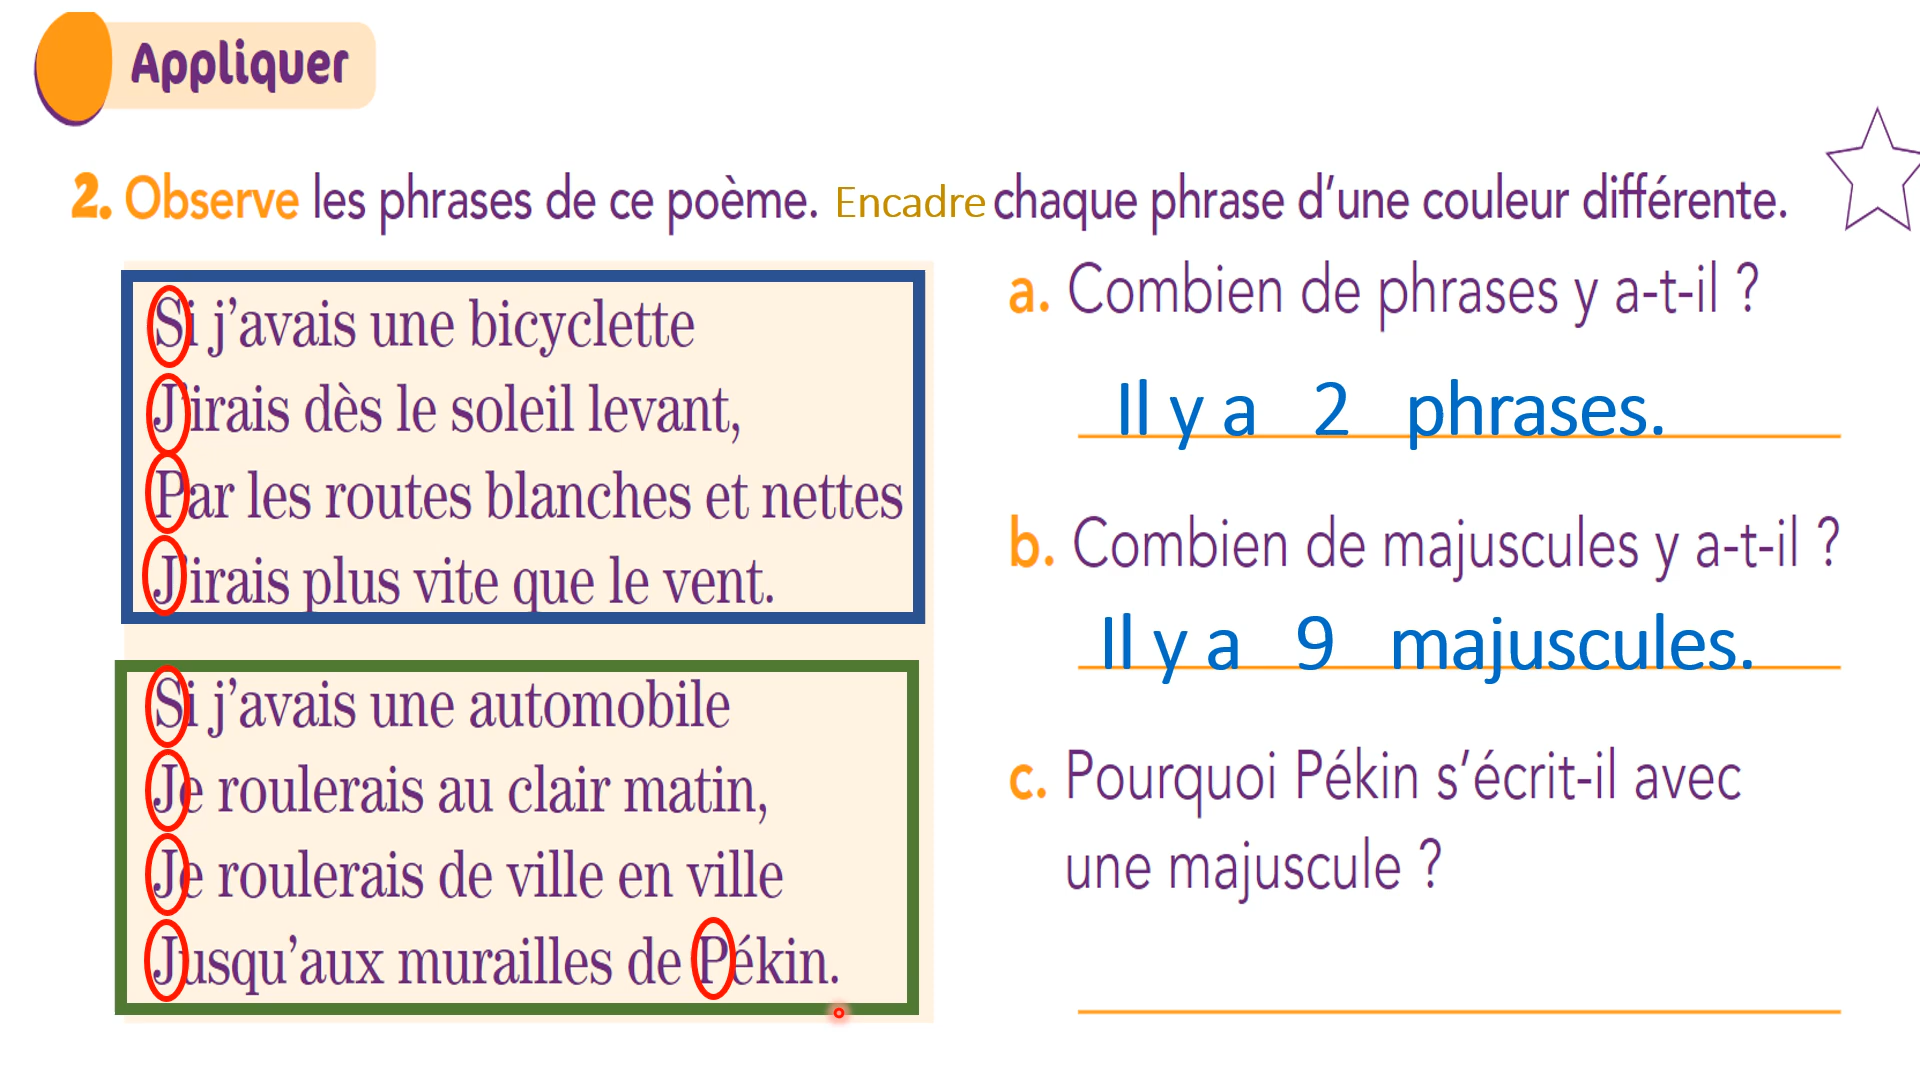 Appliquer
2. Observe les phrases de ce poème. Encadre chaque phrase d'une couleur différente.
Si j'avais une bicyclette
J'irais dès le soleil levant,
Par les routes blanches et nettes
J'irais plus vite que le vent.
Si j'avais une automobile
Je roulerais au clair matin,
Je roulerais de ville en ville
Jusqu'aux murailles de Pékin.
a. Combien de phrases y a-t-il ?
Il y a 2 phrases.
b. Combien de majuscules y a-t-il ?
Il y a 9 majuscules.
c. Pourquoi Pékin s'écrit-il avec
une majuscule ?